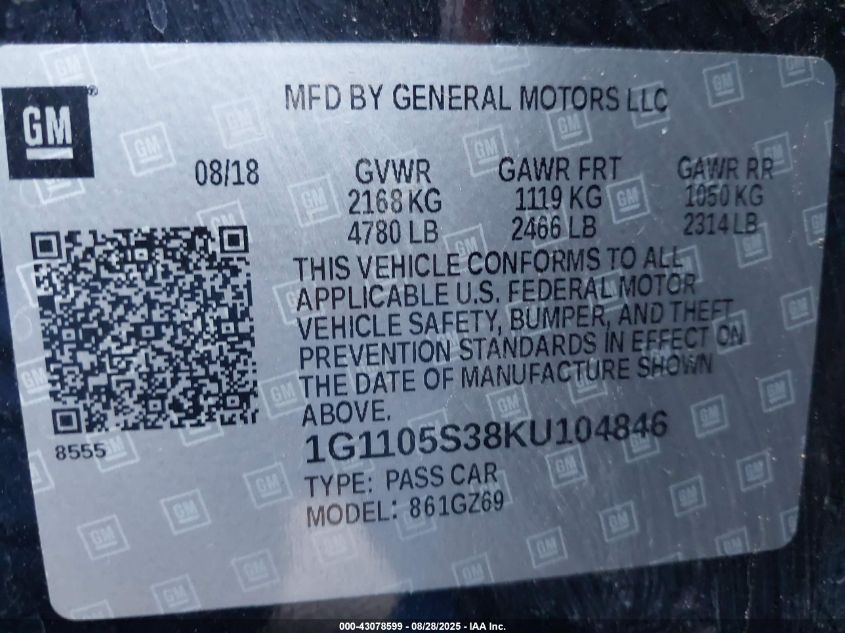 GM
MFD BY GENERAL MOTORS LLC
08/18 GVWR GAWR FRT GAWR RR
2168 KG 1119 KG 1050 KG
4780 LB 2466 LB 2314 LB
THIS VEHICLE CONFORMS TO ALL
APPLICABLE U.S. FEDERAL MOTOR
VEHICLE SAFETY, BUMPER, AND THEFT
PREVENTION STANDARDS IN EFFECT ON
THE DATE OF MANUFACTURE SHOWN
ABOVE.
8555
1G1105S38KU104846
TYPE: PASS CAR
MODEL: 861GZ69
000-43078599 - 08/28/2025 - IAA Inc.